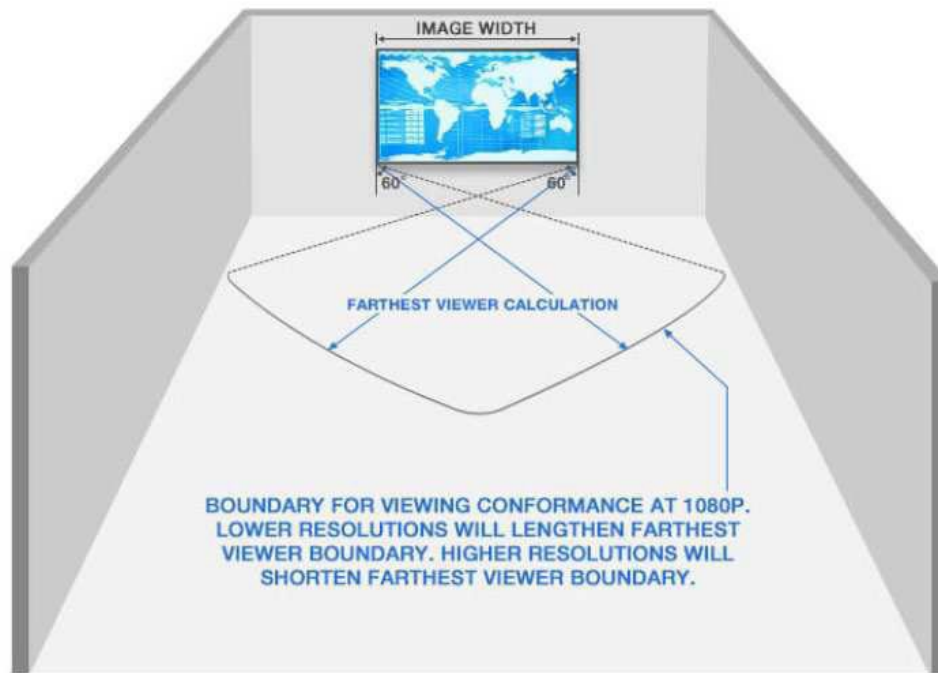 IMAGE WIDTH
60°
60°
FARTHEST VIEWER CALCULATION
BOUNDARY FOR VIEWING CONFORMANCE AT 1080P.
LOWER RESOLUTIONS WILL LENGTHEN FARTHEST
VIEWER BOUNDARY. HIGHER RESOLUTIONS WILL
SHORTEN FARTHEST VIEWER BOUNDARY.